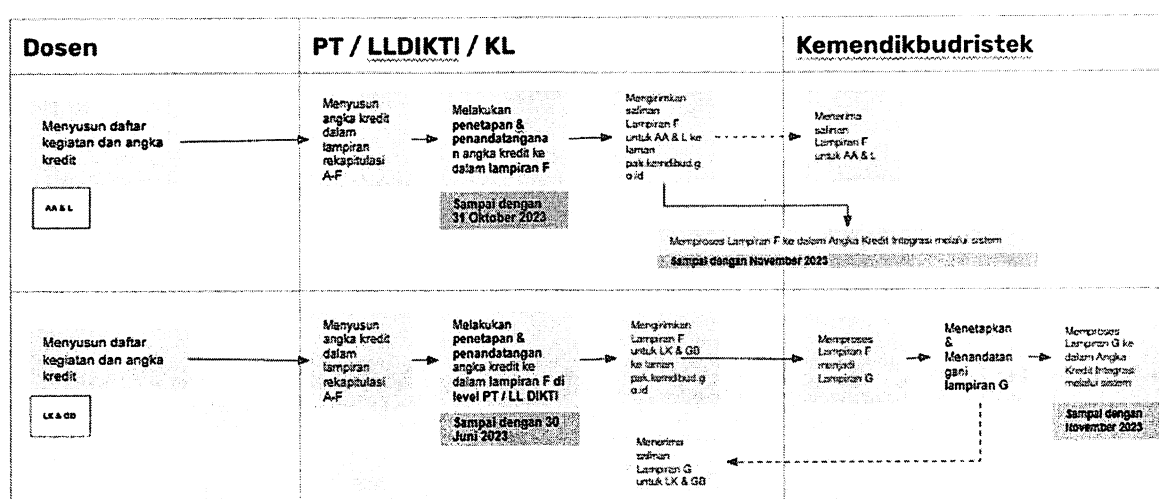 Dosen
PT / LLDIKTI / KL
Kemendikbudristek
Menyusun daftar
kegiatan dan angka
kredit
AA & L
Menyusun
angka kredit
dalam
lampiran
rekapitulasi
A-F
Melakukan
penetapan &
penandatangana
n angka kredit ke
dalam lampiran F
Sampai dengan
31 Oktober 2023
Mengirimkan
salinan
Lampiran F
untuk AA & L ke
laman
pak.kemdikbud.g
o.id
Menerima
salinan
Lampiran F
untuk AA & L
Memproses Lampiran F ke dalam Angka Kredit Integrasi melalui sistem
Sampai dengan November 2023
Menyusun daftar
kegiatan dan angka
kredit
LK & GB
Menyusun
angka kredit
dalam
lampiran
rekapitulasi
A-F
Melakukan
penetapan &
penandatangan
angka kredit ke
dalam lampiran F di
level PT / LL DIKTI
Sampai dengan 30
Juni 2023
Mengirimkan
Lampiran F
untuk LK & GB
ke laman
pak.kemdikbud.g
o.id
Memproses
Lampiran F
menjadi
Lampiran G
Menetapkan
&
Menandatan
gani
lampiran G
Memproses
Lampiran G ke
dalam Angka
Kredit Integrasi
melalui sistem
Sampai dengan
November 2023
Menerima
salinan
Lampiran G
untuk LK & GB